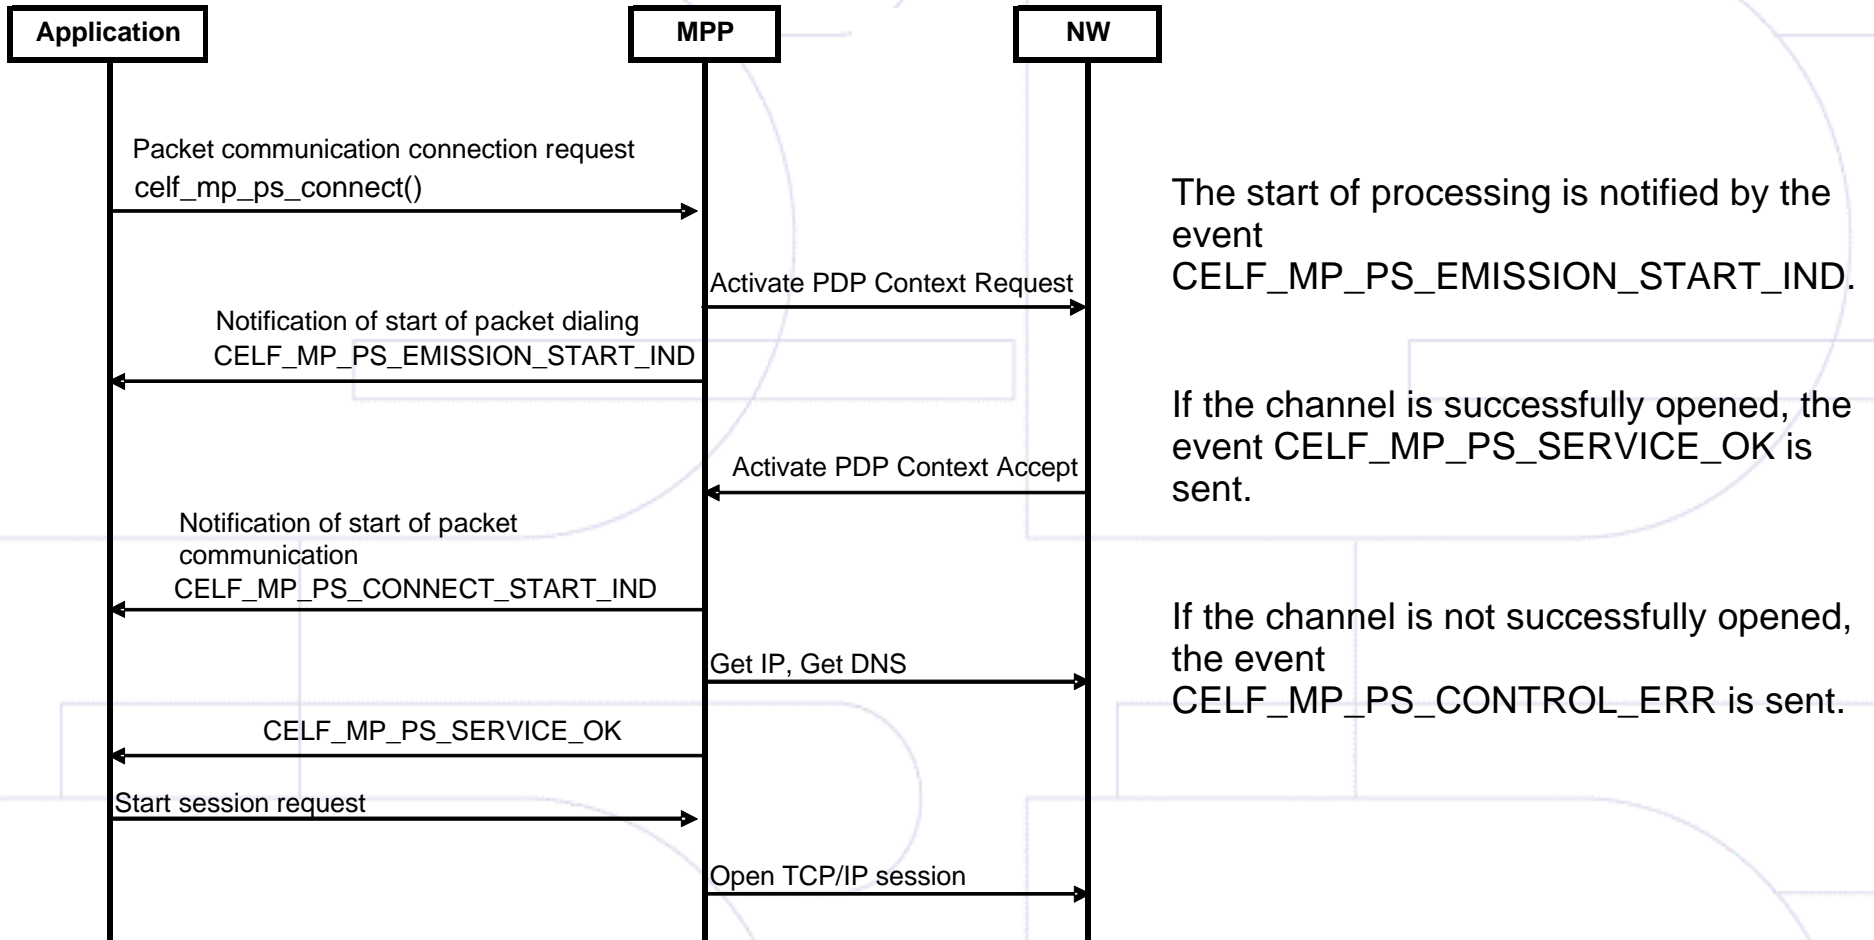 Application
MPP
NW
Packet communication connection request
celf_mp_ps_connect()
Activate PDP Context Request
Notification of start of packet dialing
CELF_MP_PS_EMISSION_START_IND
Activate PDP Context Accept
Notification of start of packet
communication
CELF_MP_PS_CONNECT_START_IND
Get IP, Get DNS
CELF_MP_PS_SERVICE_OK
Start session request
Open TCP/IP session
The start of processing is notified by the
event
CELF_MP_PS_EMISSION_START_IND.
If the channel is successfully opened, the
event CELF_MP_PS_SERVICE_OK is
sent.
If the channel is not successfully opened,
the event
CELF_MP_PS_CONTROL_ERR is sent.